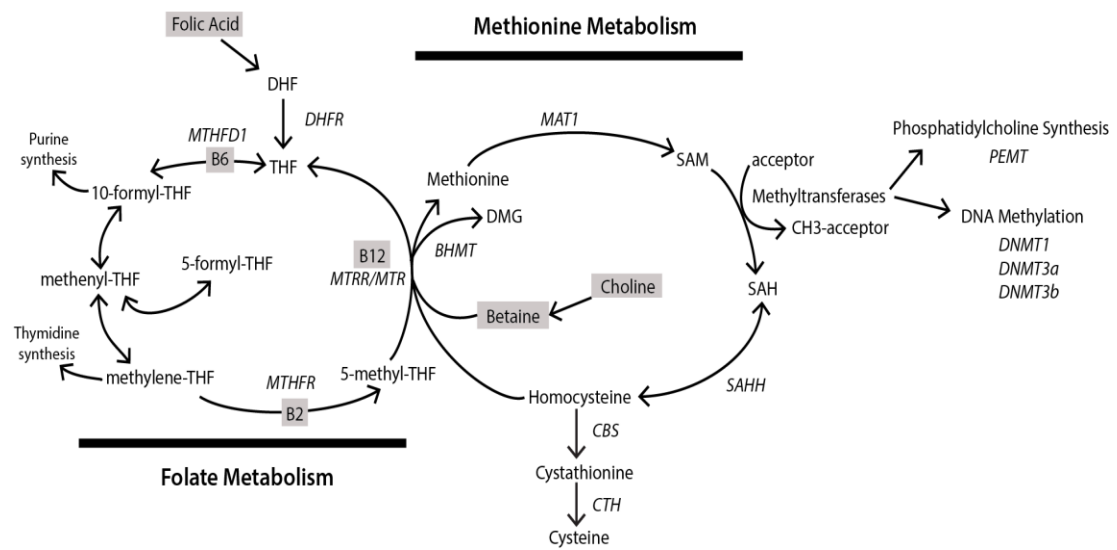 Folic Acid
Methionine Metabolism
DHF
DHFR
MTHFD1
B6
THF
Purine
synthesis
10-formyl-THF
methenyl-THF
5-formyl-THF
Thymidine
synthesis
methylene-THF
MTHFR
B2
5-methyl-THF
Folate Metabolism
B12
MTRR/MTR
Methionine
DMG
BHMT
Betaine
Choline
MAT1
SAM
acceptor
Methyltransferases
CH3-acceptor
Phosphatidylcholine Synthesis
PEMT
DNA Methylation
DNMT1
DNMT3a
DNMT3b
SAH
SAHH
Homocysteine
CBS
Cystathionine
CTH
Cysteine